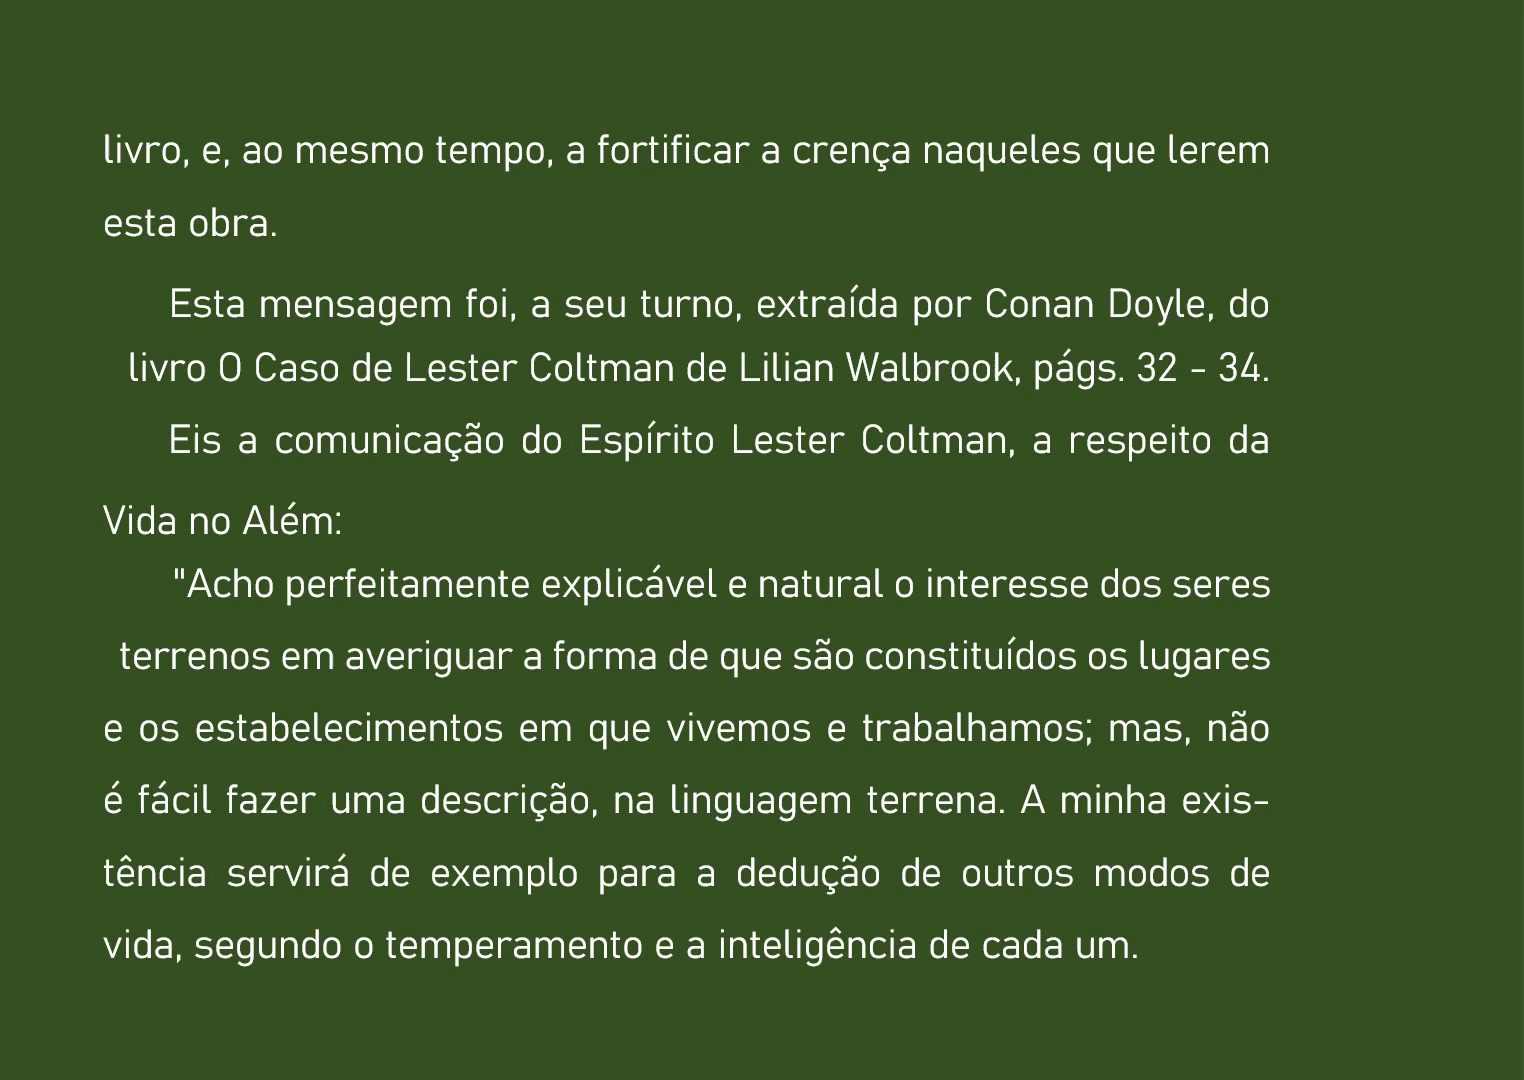 livro, e, ao mesmo tempo, a fortificar a crença naqueles que lerem
esta obra.
Esta mensagem foi, a seu turno, extraída por Conan Doyle, do
livro O Caso de Lester Coltman de Lilian Walbrook, págs. 32 - 34.
Eis a comunicação do Espírito Lester Coltman, a respeito da
Vida no Além:
"Acho perfeitamente explicável e natural o interesse dos seres
terrenos em averiguar a forma de que são constituídos os lugares
e os estabelecimentos em que vivemos e trabalhamos; mas, não
é fácil fazer uma descrição, na linguagem terrena. A minha exis-
tência servirá de exemplo para a dedução de outros modos de
vida, segundo o temperamento e a inteligência de cada um.